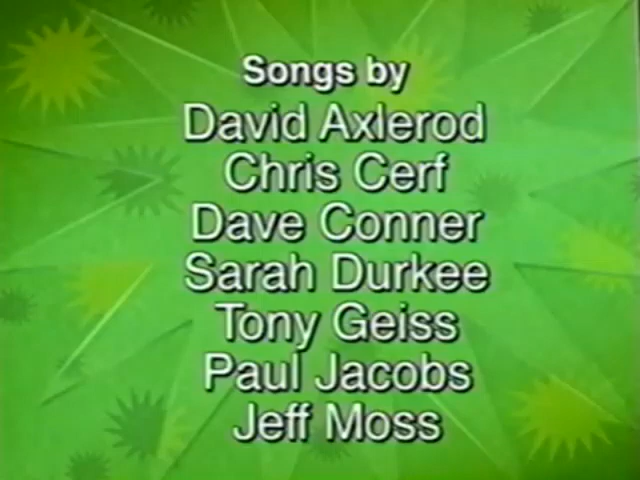 Songs by
David Axlerod
Chris Cerf
Dave Conner
Sarah Durkee
Tony Geiss
Paul Jacobs
Jeff Moss